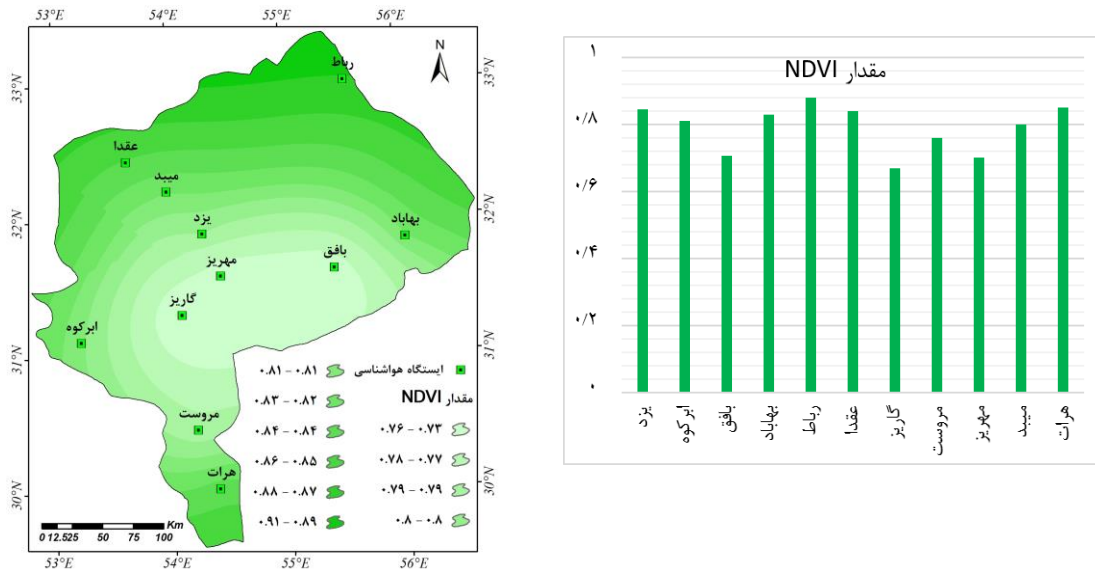 53°E
54°E
55°E
56°E
N
33°N
33°N
32°N
32°N
31°N
31°N
30°N
30°N
رباط
عقدا
میبد
یزد
بهاباد
بافق
مهریز
گاریز
ابرکوه
مروست
هرات
ایستگاه هواشناسی
مقدار NDVI
۰.۷۳ – ۰.۷۶
۰.۷۷ – ۰.۷۸
۰.۷۹ – ۰.۷۹
۰.۸ – ۰.۸
۰.۸۱ – ۰.۸۱
۰.۸۲ – ۰.۸۳
۰.۸۴ – ۰.۸۴
۰.۸۵ – ۰.۸۶
۰.۸۷ – ۰.۸۸
۰.۸۹ – ۰.۹۱
Km
0 12.525 50 75 100
53°E
54°E
55°E
56°E
مقدار NDVI
۱
۰/۸
۰/۶
۰/۴
۰/۲
۰
یزد
ابرکوه
بافق
بهاباد
رباط
عقدا
گاریز
مروست
مهریز
میبد
هرات